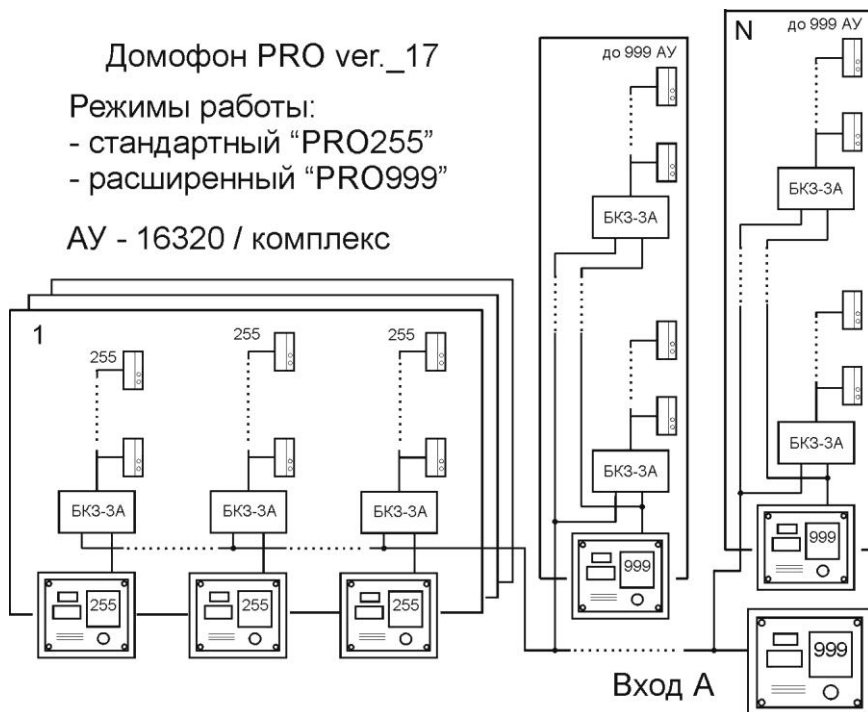 Домофон PRO ver._17
Режимы работы:
- стандартный “PRO255”
- расширенный “PRO999”
АУ - 16320 / комплекс
1
255
255
255
БКЗ-3А
БКЗ-3А
БКЗ-3А
255
255
255
до 999 АУ
БКЗ-3А
БКЗ-3А
999
N
до 999 АУ
БКЗ-3А
БКЗ-3А
999
Вход А
999